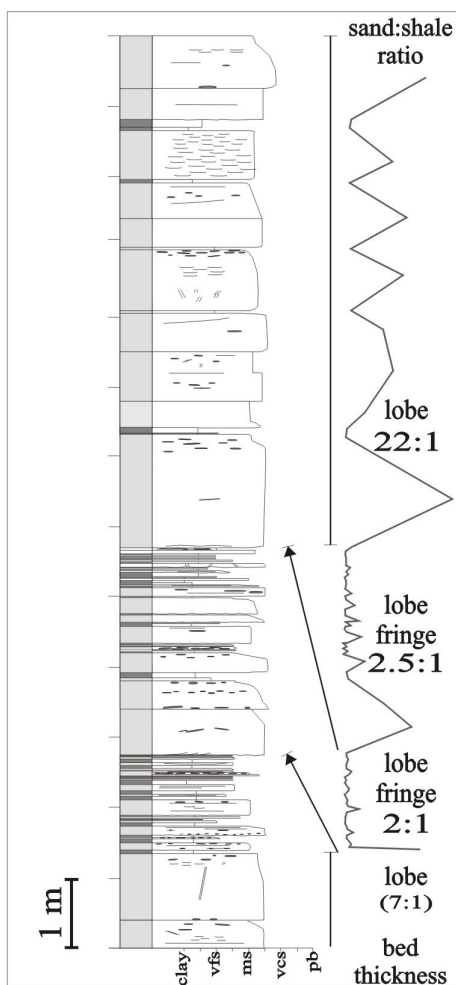 sand:shale
ratio
lobe
22:1
lobe
fringe
2.5:1
lobe
fringe
2:1
lobe
(7:1)
bed
thickness
1 m
clay
vfs
ms
vcs
pb